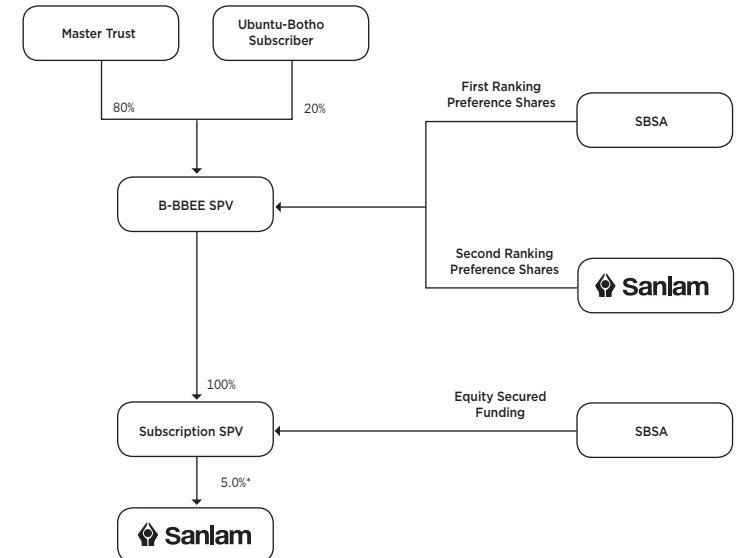 Master Trust
Ubuntu-Botho
Subscriber
80%
20%
First Ranking
Preference Shares
SBSA
B-BBEE SPV
Second Ranking
Preference Shares
Sanlam
100%
Equity Secured
Funding
Subscription SPV
SBSA
5.0%*
Sanlam